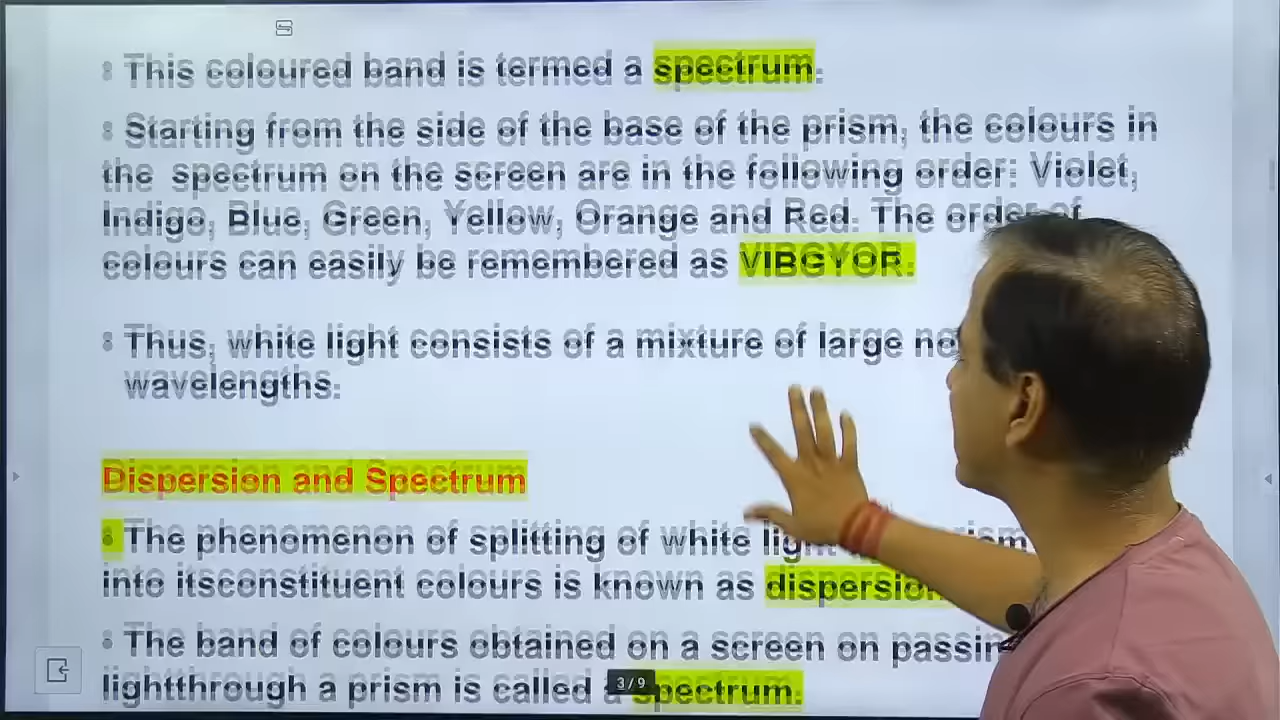 This coloured band is termed a spectrum.
Starting from the side of the base of the prism, the colours in
the spectrum on the screen are in the following order: Violet,
Indigo, Blue, Green, Yellow, Orange and Red. The order of
colours can easily be remembered as VIBGYOR.
Thus, white light consists of a mixture of large no
wavelengths.
Dispersion and Spectrum
The phenomenon of splitting of white light
into itsconstituent colours is known as dispersion
The band of colours obtained on a screen on passin
lightthrough a prism is called a spectrum.
3/9